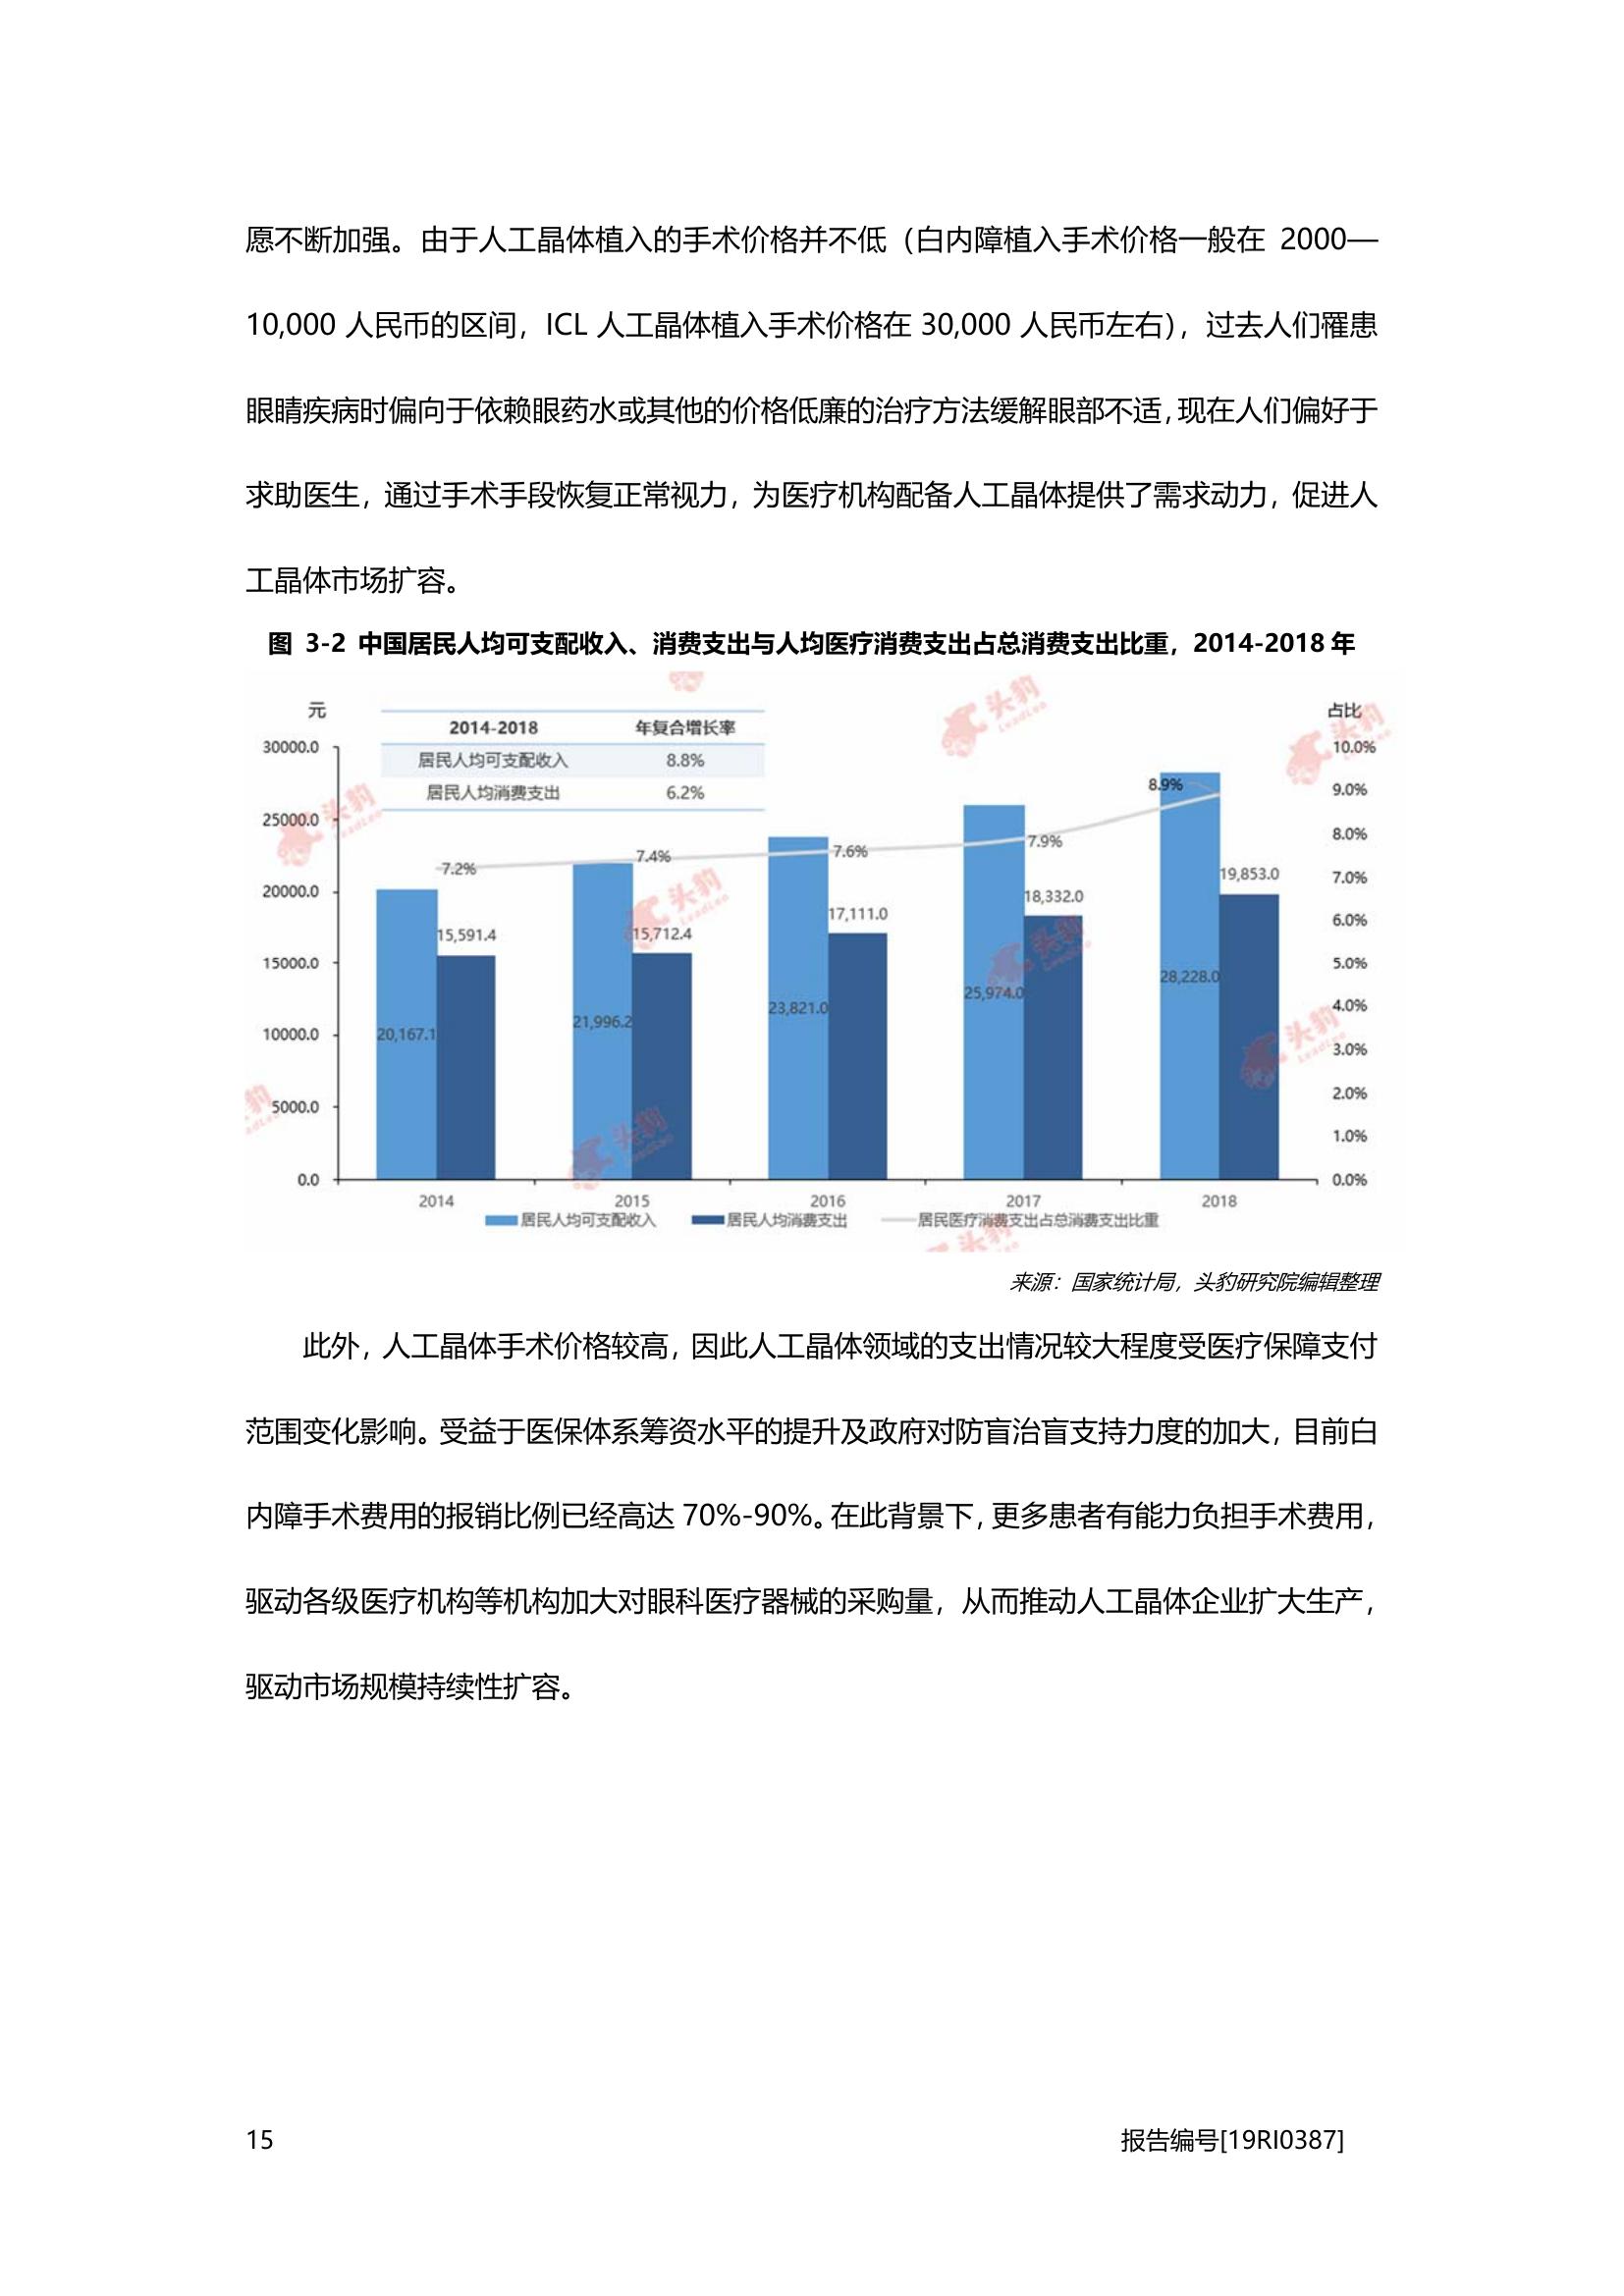 愿不断加强。由于人工晶体植入的手术价格并不低（白内障植入手术价格一般在 2000—
10,000 人民币的区间，ICL 人工晶体植入手术价格在 30,000 人民币左右），过去人们罹患
眼睛疾病时偏向于依赖眼药水或其他的价格低廉的治疗方法缓解眼部不适，现在人们偏好于
求助医生，通过手术手段恢复正常视力，为医疗机构配备人工晶体提供了需求动力，促进人
工晶体市场扩容。
图 3-2 中国居民人均可支配收入、消费支出与人均医疗消费支出占总消费支出比重，2014-2018 年
元
占比
2014-2018 年复合增长率
居民人均可支配收入 8.8%
居民人均消费支出 6.2%
30000.0
25000.0
20000.0
15000.0
10000.0
5000.0
0.0
10.0%
9.0%
8.0%
7.0%
6.0%
5.0%
4.0%
3.0%
2.0%
1.0%
0.0%
7.2%
7.4%
7.6%
7.9%
8.9%
15,591.4
15,712.4
17,111.0
18,332.0
19,853.0
20,167.1
21,996.2
23,821.0
25,974.0
28,228.0
2014 2015 2016 2017 2018
居民人均可支配收入 居民人均消费支出 居民医疗消费支出占总消费支出比重
头豹
LeadLeo
头豹
LeadLeo
头豹
LeadLeo
头豹
LeadLeo
头豹
LeadLeo
头豹
LeadLeo
头豹
LeadLeo
来源：国家统计局，头豹研究院编辑整理
此外，人工晶体手术价格较高，因此人工晶体领域的支出情况较大程度受医疗保障支付
范围变化影响。受益于医保体系筹资水平的提升及政府对防盲治盲支持力度的加大，目前白
内障手术费用的报销比例已经高达 70%-90%。在此背景下，更多患者有能力负担手术费用，
驱动各级医疗机构等机构加大对眼科医疗器械的采购量，从而推动人工晶体企业扩大生产，
驱动市场规模持续性扩容。
15
报告编号[19RI0387]